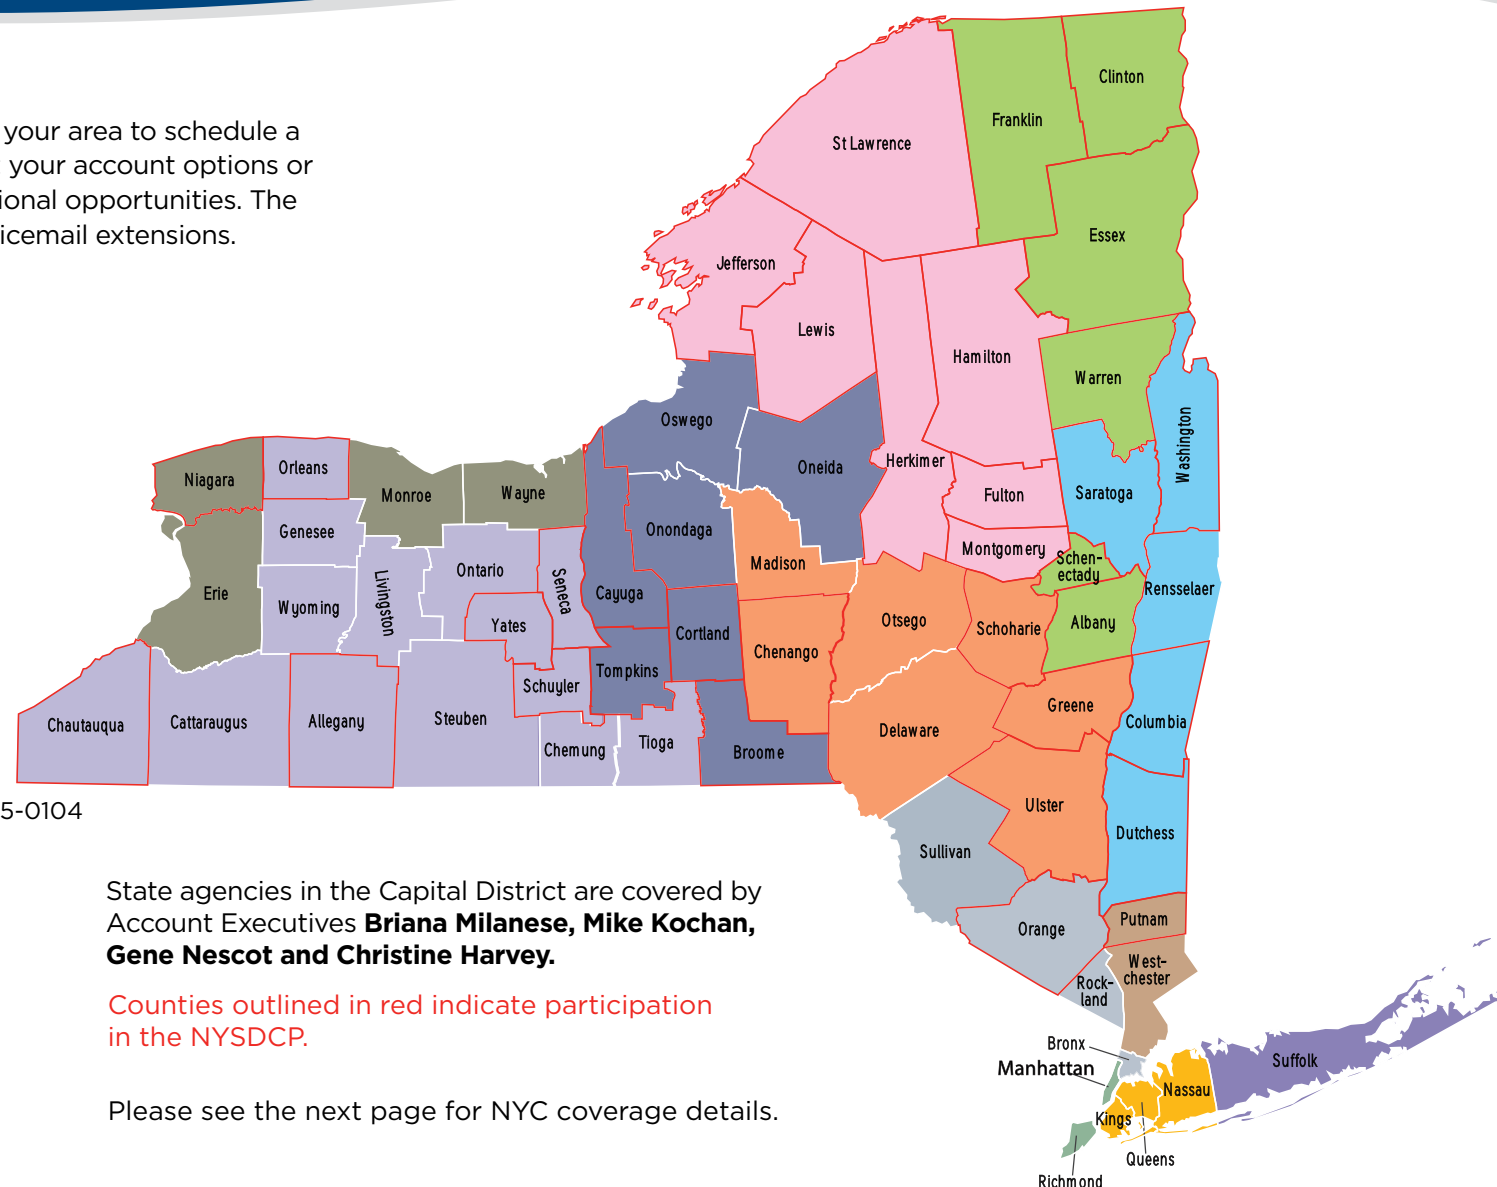 your area to schedule a
your account options or
ional opportunities. The
icemail extensions.
Clinton
Franklin
St Lawrence
Essex
Jefferson
Lewis
Hamilton
Warren
Washington
Oswego
Oneida
Herkimer
Fulton
Saratoga
Montgomery
Schen-
ectady
Rensselaer
Albany
Niagara
Orleans
Monroe
Wayne
Genesee
Ontario
Seneca
Livingston
Erie
Wyoming
Yates
Cayuga
Onondaga
Madison
Cortland
Chenango
Otsego
Schoharie
Tompkins
Schuyler
Chautauqua
Cattaraugus
Allegany
Steuben
Chemung
Tioga
Broome
Delaware
Greene
Columbia
Ulster
Dutchess
Sullivan
Orange
Putnam
West-
chester
Rock-
land
Bronx
Manhattan
Suffolk
Nassau
Kings
Queens
Richmond
5-0104
State agencies in the Capital District are covered by
Account Executives Briana Milanese, Mike Kochan,
Gene Nescot and Christine Harvey.
Counties outlined in red indicate participation
in the NYSDCP.
Please see the next page for NYC coverage details.